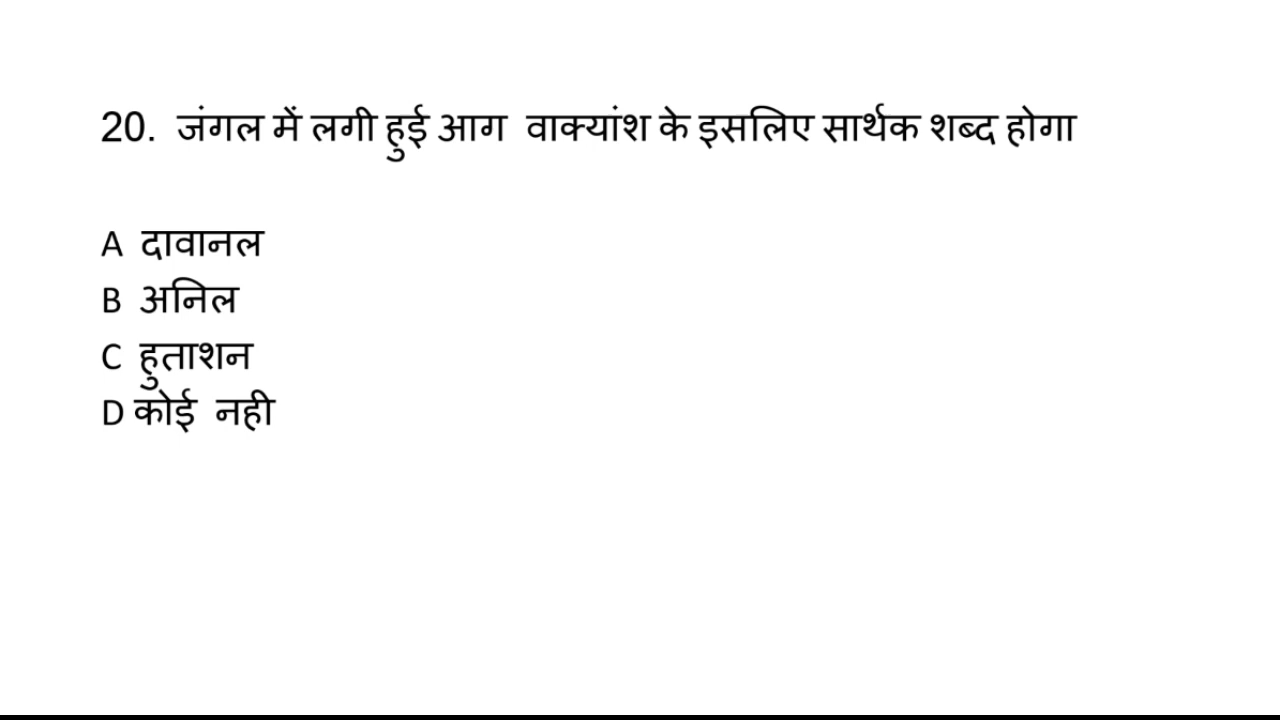 20. जंगल में लगी हुई आग वाक्यांश के इसलिए सार्थक शब्द होगा
A दावानल
B अनिल
C हुताशन
D कोई नही